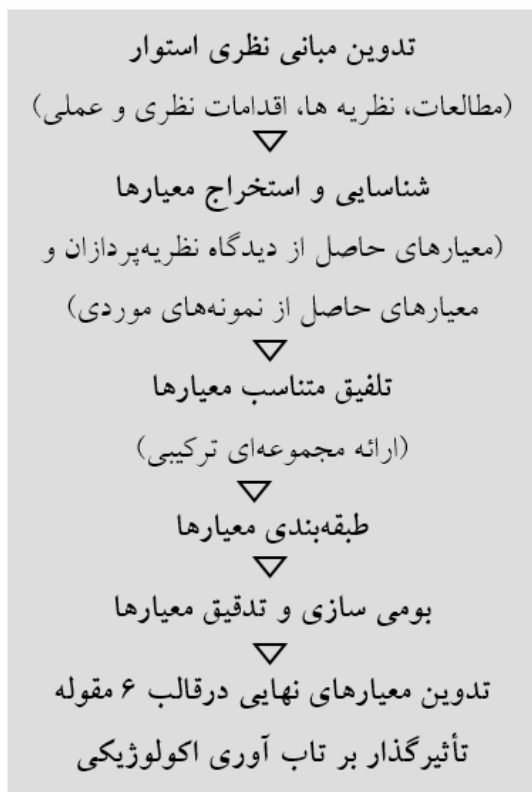 تدوین مبانی نظری استوار
(مطالعات، نظریه ها، اقدامات نظری و عملی)
شناسایی و استخراج معیارها
(معیارهای حاصل از دیدگاه نظریه‌پردازان و
معیارهای حاصل از نمونه‌های موردی)
تلفیق متناسب معیارها
(ارائه مجموعه‌ای ترکیبی)
طبقه‌بندی معیارها
بومی سازی و تدقیق معیارها
تدوین معیارهای نهایی درقالب ۶ مقوله
تأثیرگذار بر تاب آوری اکولوژیکی